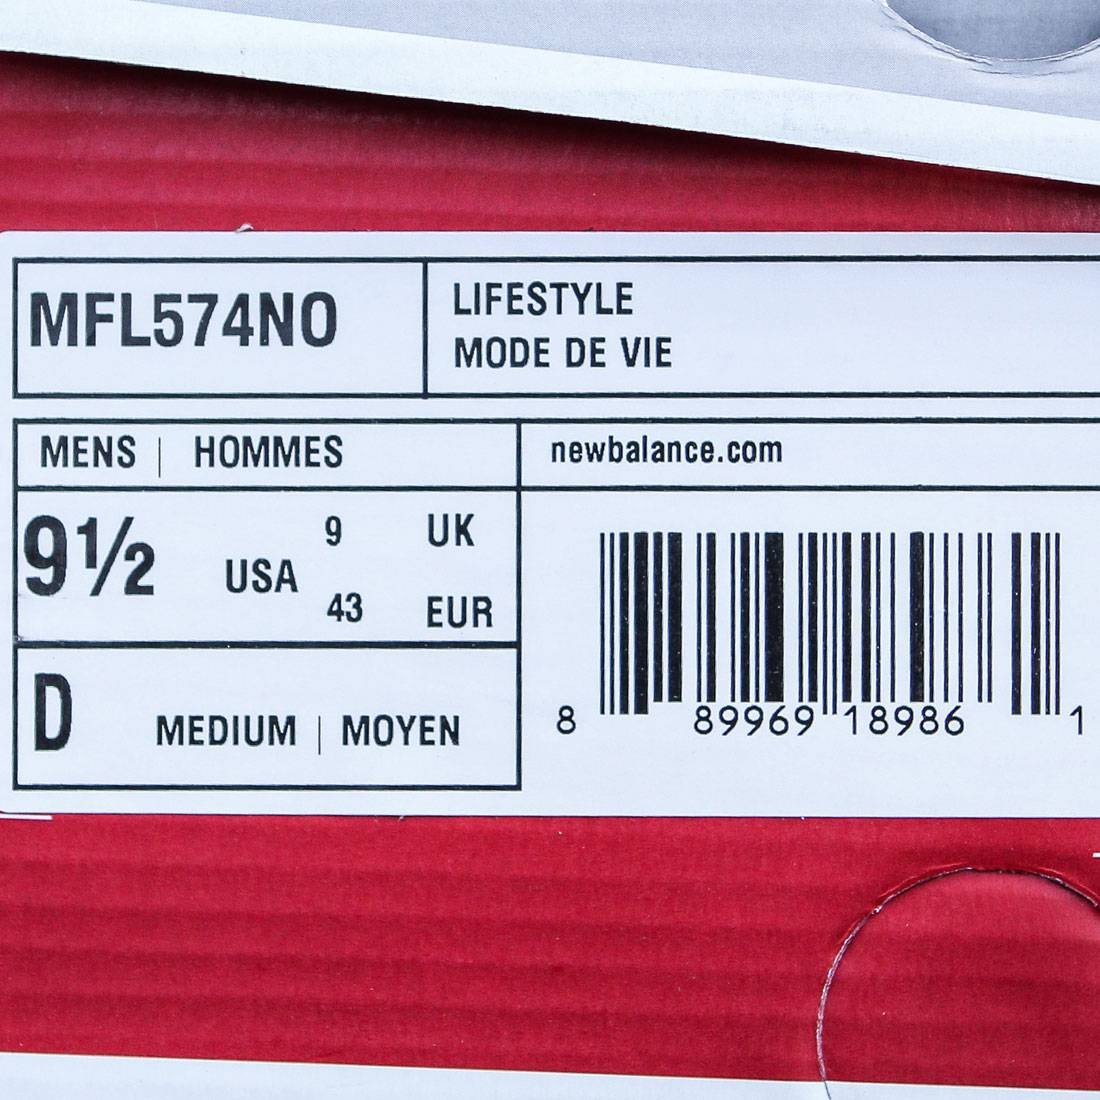 MFL574NO
LIFESTYLE
MODE DE VIE
MENS | HOMMES
newbalance.com
9½ USA
9 UK
43 EUR
D MEDIUM | MOYEN
8 89969 18986 1